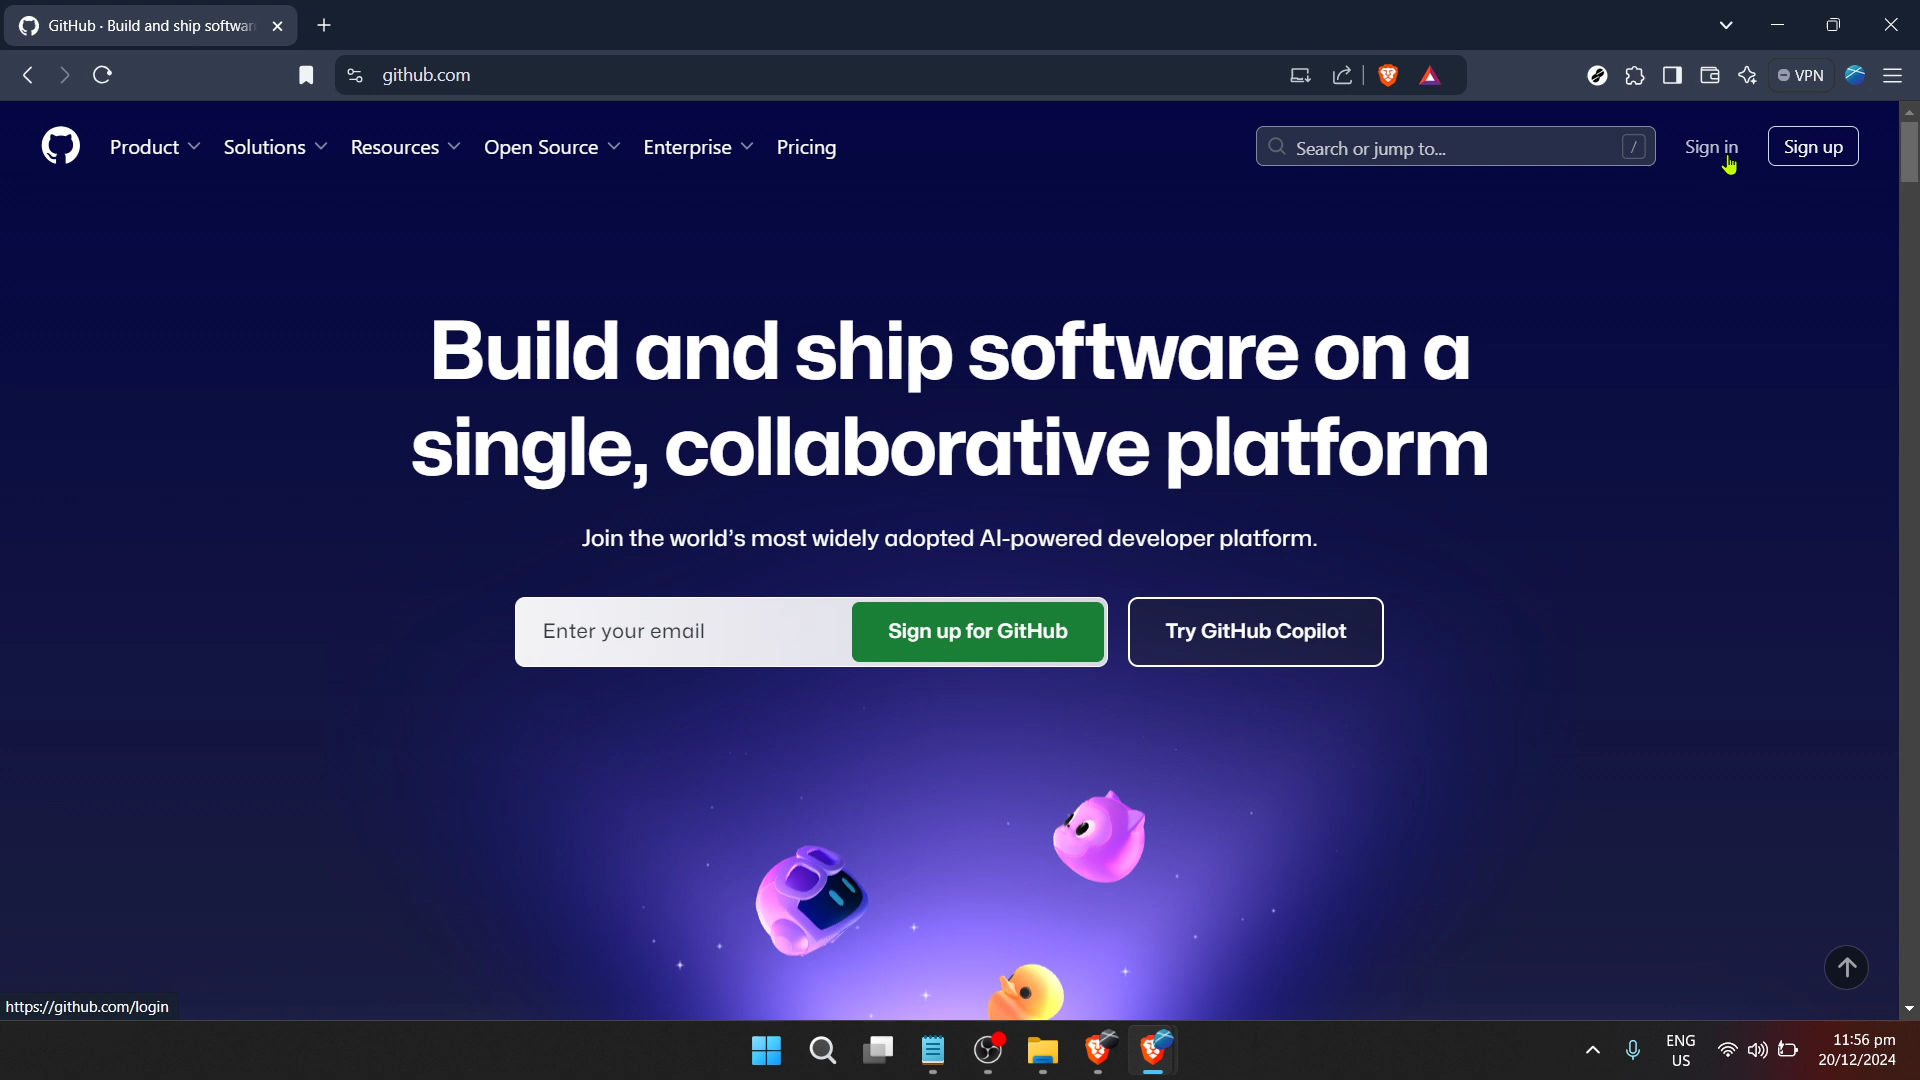 GitHub · Build and ship softwar
github.com
VPN
Product
Solutions
Resources
Open Source
Enterprise
Pricing
Search or jump to...
/
Sign in
Sign up
Build and ship software on a
single, collaborative platform
Join the world's most widely adopted AI-powered developer platform.
Enter your email
Sign up for GitHub
Try GitHub Copilot
https://github.com/login
ENG
US
11:56 pm
20/12/2024